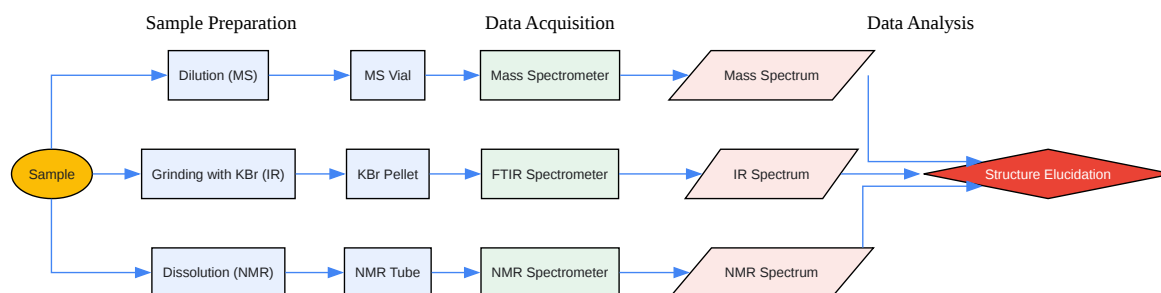 Sample Preparation
Data Acquisition
Data Analysis
Dilution (MS)
MS Vial
Mass Spectrometer
Mass Spectrum
Sample
Grinding with KBr (IR)
KBr Pellet
FTIR Spectrometer
IR Spectrum
Structure Elucidation
Dissolution (NMR)
NMR Tube
NMR Spectrometer
NMR Spectrum